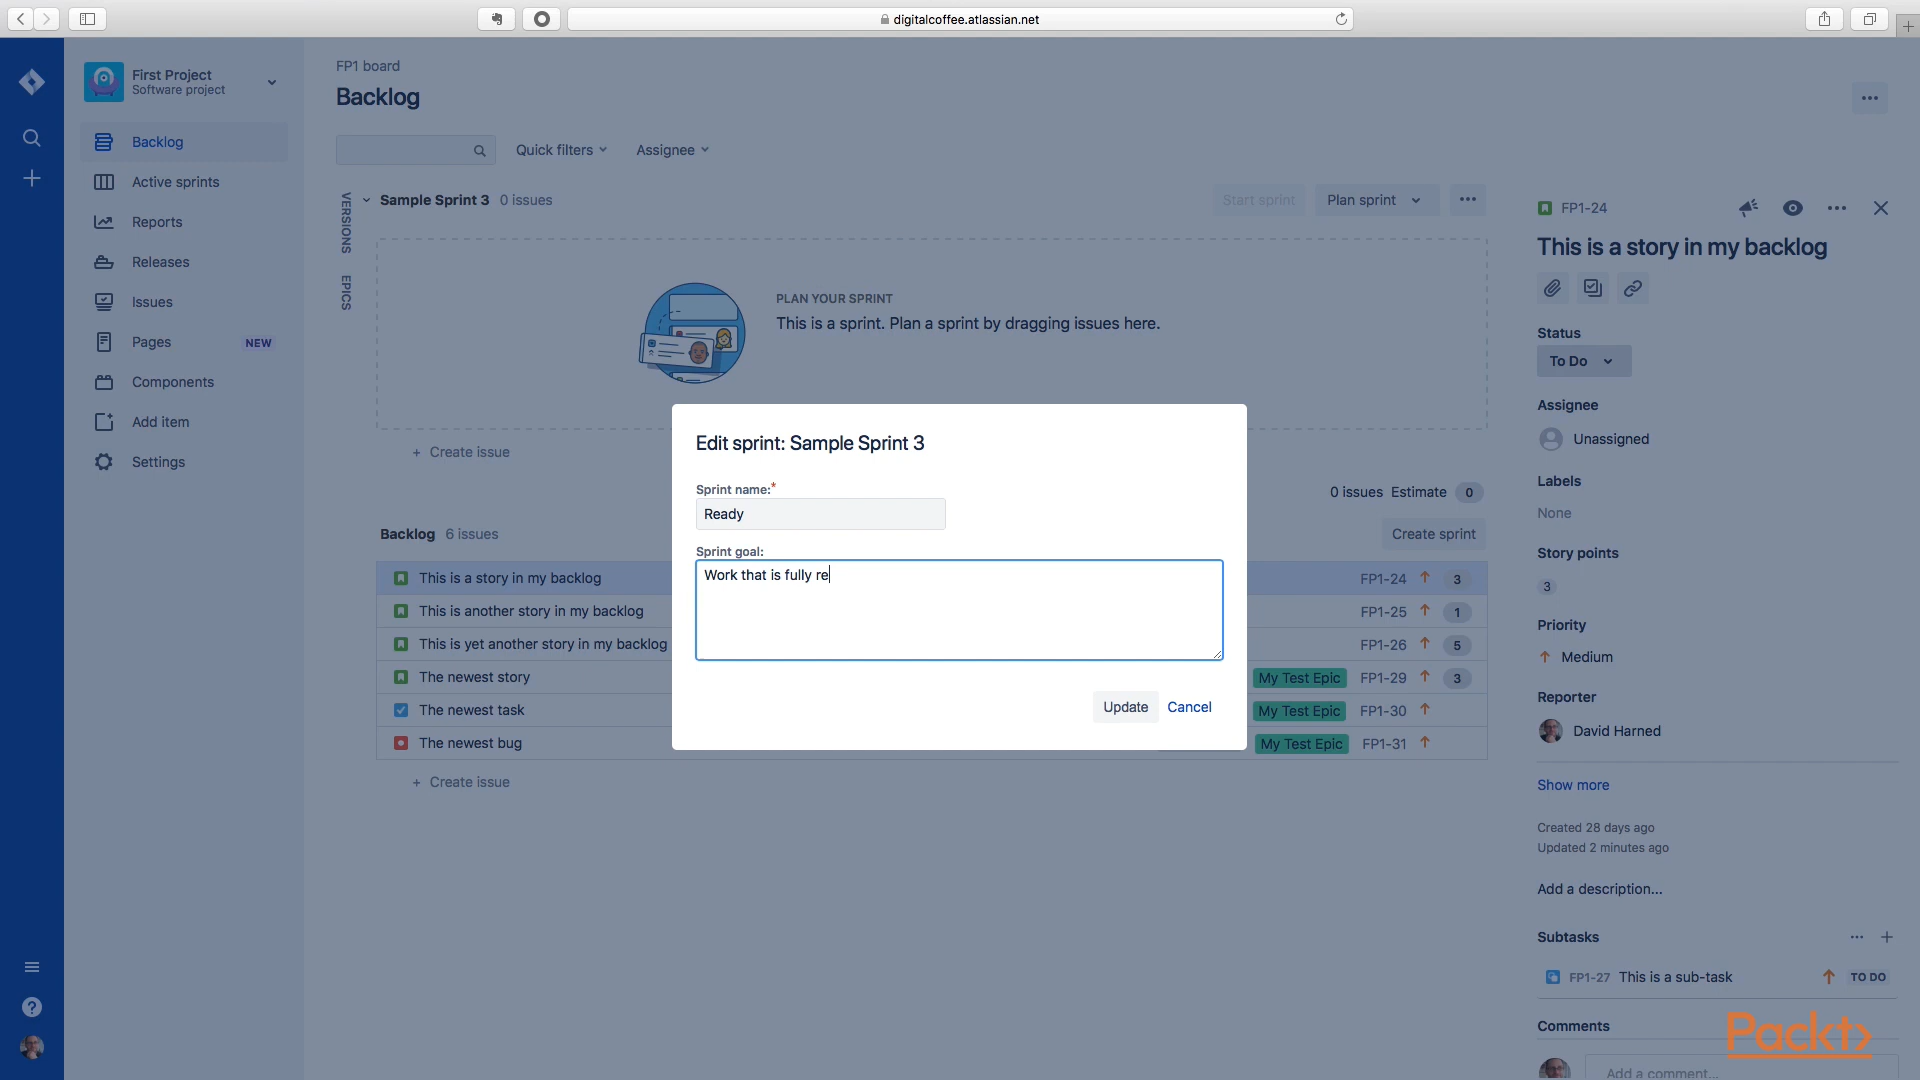 digitalcoffee.atlassian.net
First Project
Software project
Backlog
Active sprints
Reports
Releases
Issues
Pages NEW
Components
Add item
Settings
FP1 board
Backlog
Quick filters
Assignee
VERSIONS
EPICS
Sample Sprint 3 0 issues
Start sprint
Plan sprint
PLAN YOUR SPRINT
This is a sprint. Plan a sprint by dragging issues here.
+ Create issue
0 issues Estimate 0
Backlog 6 issues
Create sprint
This is a story in my backlog FP1-24 3
This is another story in my backlog FP1-25 1
This is yet another story in my backlog FP1-26 5
The newest story My Test Epic FP1-29 3
The newest task My Test Epic FP1-30
The newest bug My Test Epic FP1-31
+ Create issue
Edit sprint: Sample Sprint 3
Sprint name:*
Ready
Sprint goal:
Work that is fully re
Update Cancel
FP1-24
This is a story in my backlog
Status
To Do
Assignee
Unassigned
Labels
None
Story points
3
Priority
Medium
Reporter
David Harned
Show more
Created 28 days ago
Updated 2 minutes ago
Add a description...
Subtasks
FP1-27 This is a sub-task TO DO
Comments
Add a comment...
Packt>